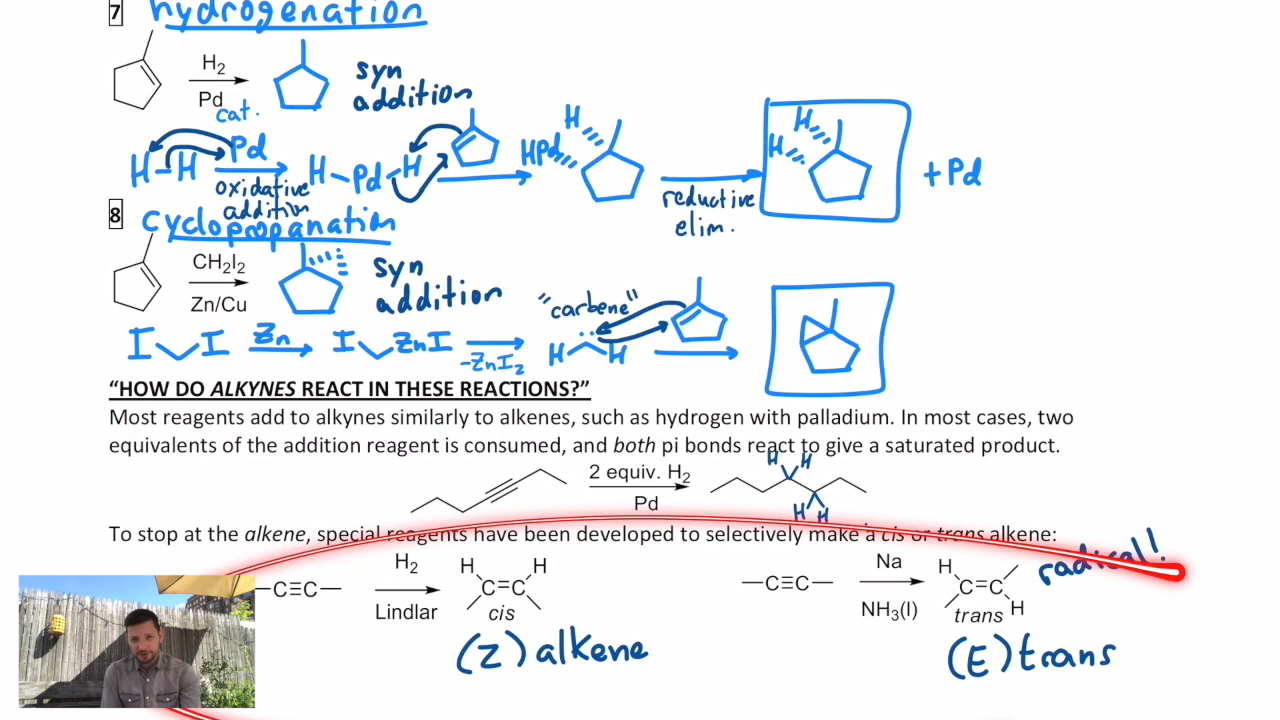 7 hydrogenation
H2
Pd
cat.
syn
addition
H-H Pd
oxidative
addition
H-Pd-H
H
HPd
reductive
elim.
H
H
+ Pd
8 cyclopropanation
CH2I2
Zn/Cu
syn
addition
I I
Zn
I ZnI
-ZnI2
"carbene"
H H
"HOW DO ALKYNES REACT IN THESE REACTIONS?"
Most reagents add to alkynes similarly to alkenes, such as hydrogen with palladium. In most cases, two
equivalents of the addition reagent is consumed, and both pi bonds react to give a saturated product.
2 equiv. H2
Pd
H H
H H
To stop at the alkene, special reagents have been developed to selectively make a cis or trans alkene:
C≡C
H2
Lindlar
H H
C=C
cis
(Z) alkene
C≡C
Na
NH3(l)
H
C=C
trans H
radical!
(E) trans